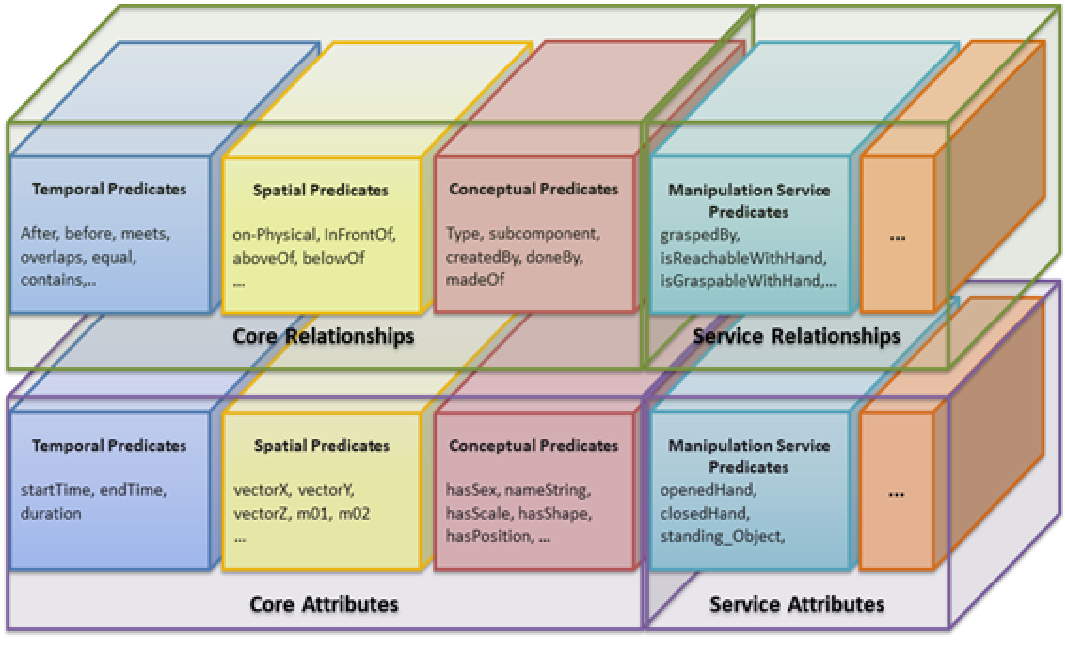 Temporal Predicates
After, before, meets,
overlaps, equal,
contains,..
Spatial Predicates
on-Physical, InFrontOf,
aboveOf, belowOf
...
Conceptual Predicates
Type, subcomponent,
createdBy, doneBy,
madeOf
Manipulation Service
Predicates
graspedBy,
isReachableWithHand,
isGraspableWithHand,...
...
Core Relationships
Service Relationships
Temporal Predicates
startTime, endTime,
duration
Spatial Predicates
vectorX, vectorY,
vectorZ, m01, m02
...
Conceptual Predicates
hasSex, nameString,
hasScale, hasShape,
hasPosition, ...
Manipulation Service
Predicates
openedHand,
closedHand,
standing_Object,
...
Core Attributes
Service Attributes